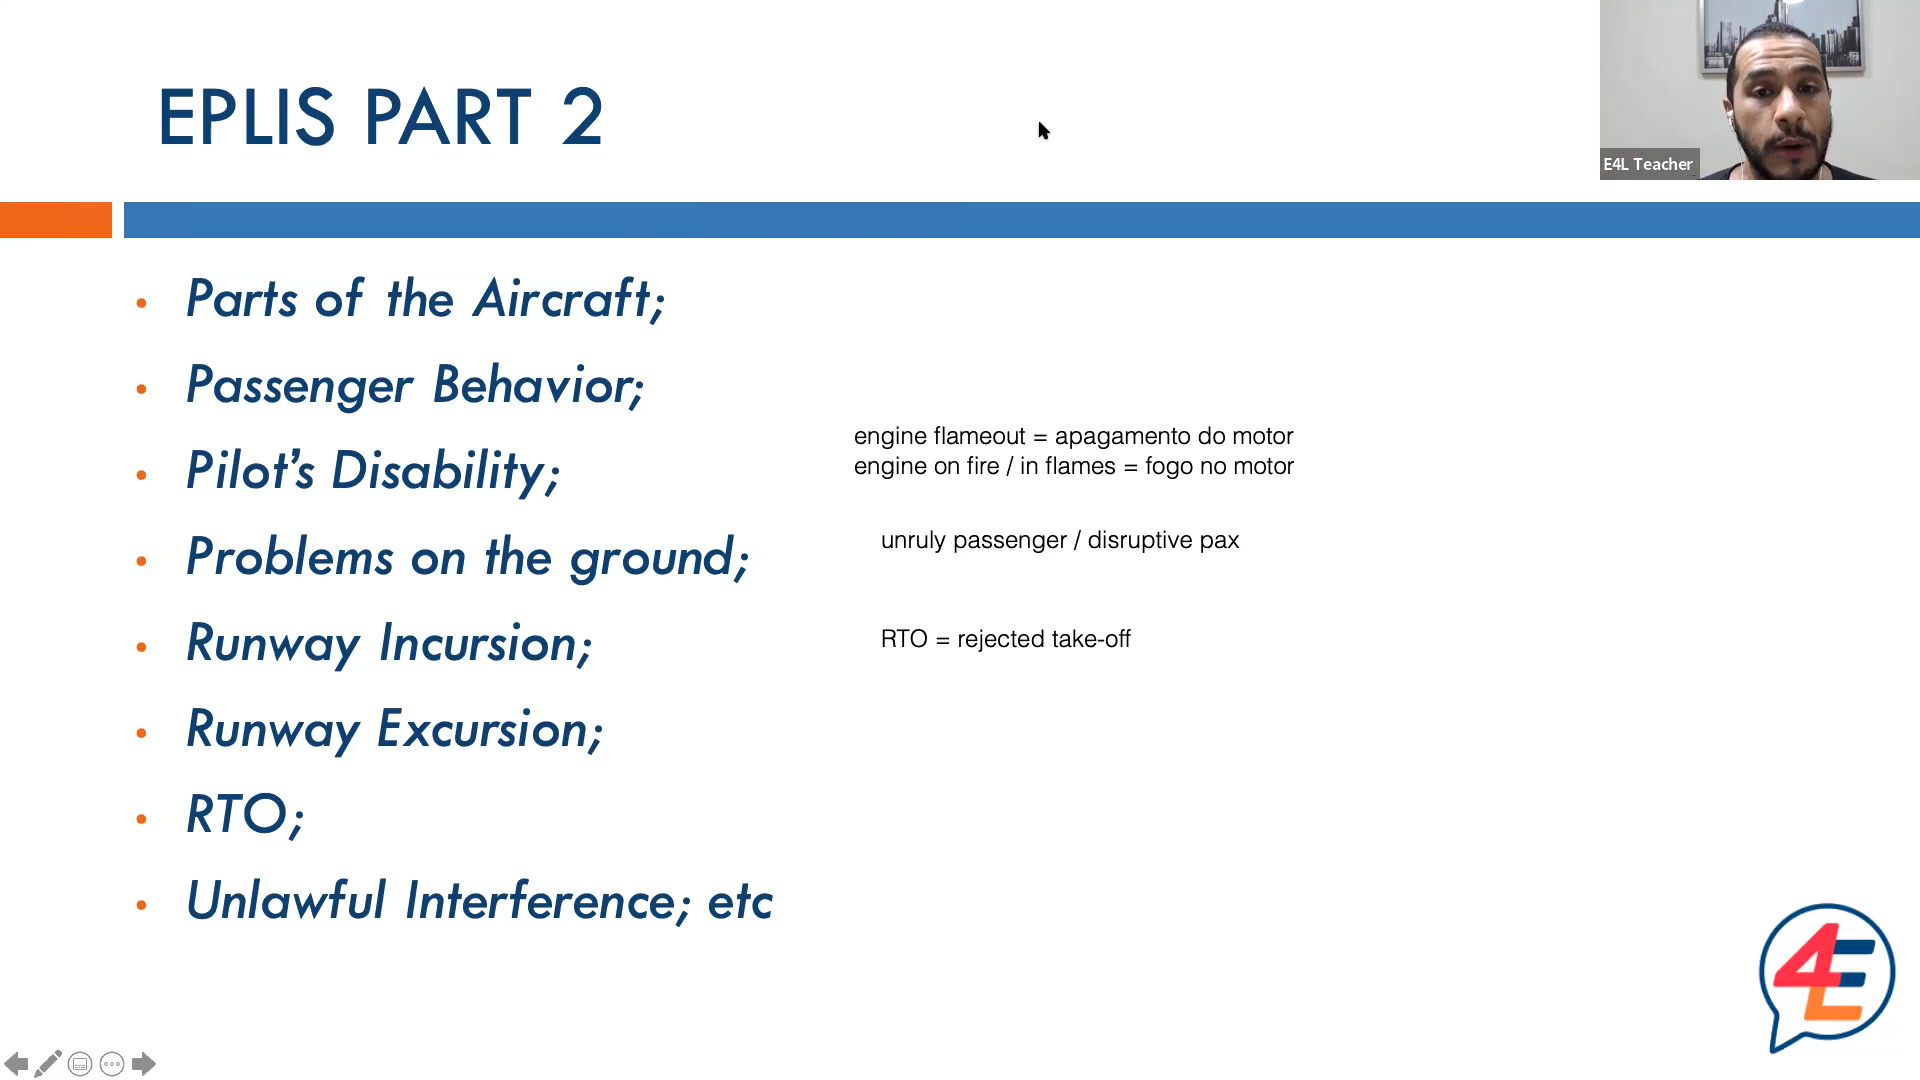 EPLIS PART 2
E4L Teacher
• Parts of the Aircraft;
• Passenger Behavior;
• Pilot’s Disability;
• Problems on the ground;
• Runway Incursion;
• Runway Excursion;
• RTO;
• Unlawful Interference; etc
engine flameout = apagamento do motor
engine on fire / in flames = fogo no motor
unruly passenger / disruptive pax
RTO = rejected take-off
4E